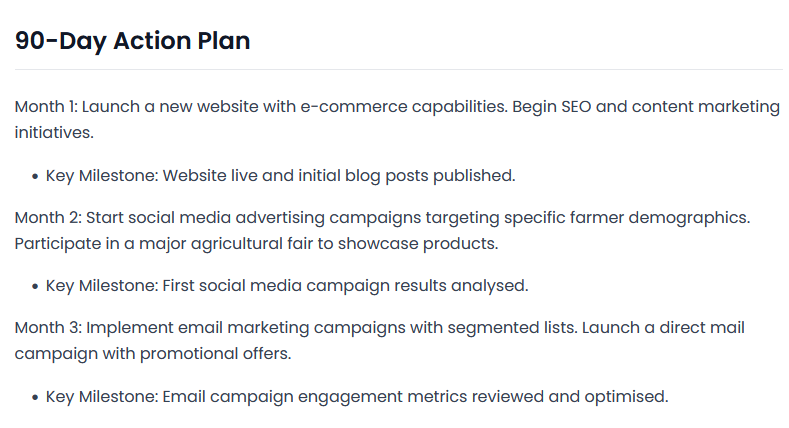 90-Day Action Plan
Month 1: Launch a new website with e-commerce capabilities. Begin SEO and content marketing
initiatives.
• Key Milestone: Website live and initial blog posts published.
Month 2: Start social media advertising campaigns targeting specific farmer demographics.
Participate in a major agricultural fair to showcase products.
• Key Milestone: First social media campaign results analysed.
Month 3: Implement email marketing campaigns with segmented lists. Launch a direct mail
campaign with promotional offers.
• Key Milestone: Email campaign engagement metrics reviewed and optimised.